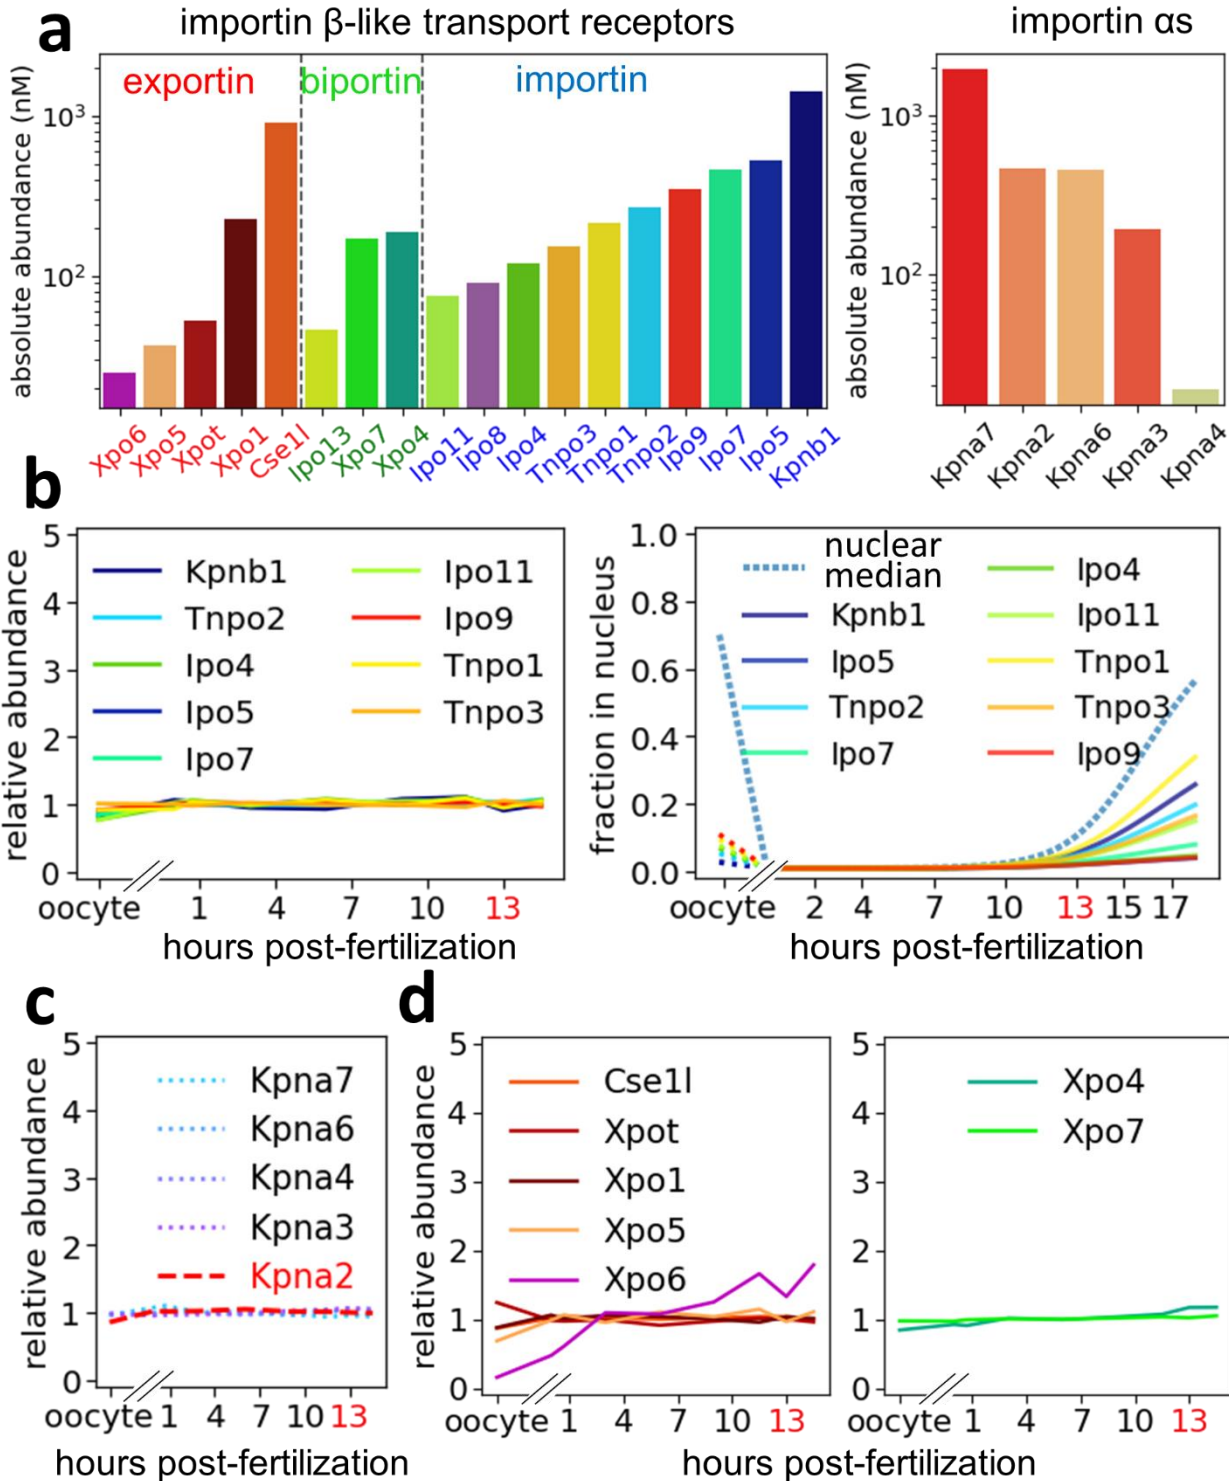 a
importin β-like transport receptors
importin αs
exportin
biportin
importin
absolute abundance (nM)
10³
10²
Xpo6
Xpo5
Xpot
Xpo1
Cse1l
Ipo13
Xpo7
Xpo4
Ipo11
Ipo8
Ipo4
Tnpo3
Tnpo1
Tnpo2
Ipo9
Ipo7
Ipo5
Kpnb1
absolute abundance (nM)
10³
10²
Kpna7
Kpna2
Kpna6
Kpna3
Kpna4
b
relative abundance
5
4
3
2
1
0
Kpnb1
Tnpo2
Ipo4
Ipo5
Ipo7
Ipo11
Ipo9
Tnpo1
Tnpo3
oocyte 1 4 7 10 13
hours post-fertilization
fraction in nucleus
1.0
0.8
0.6
0.4
0.2
0.0
nuclear
median
Kpnb1
Ipo5
Tnpo2
Ipo7
Ipo4
Ipo11
Tnpo1
Tnpo3
Ipo9
oocyte 2 4 7 10 13 15 17
hours post-fertilization
c
relative abundance
5
4
3
2
1
0
Kpna7
Kpna6
Kpna4
Kpna3
Kpna2
oocyte 1 4 7 10 13
hours post-fertilization
d
relative abundance
5
4
3
2
1
0
Cse1l
Xpot
Xpo1
Xpo5
Xpo6
oocyte 1 4 7 10 13
5
4
3
2
1
0
Xpo4
Xpo7
oocyte 1 4 7 10 13
hours post-fertilization